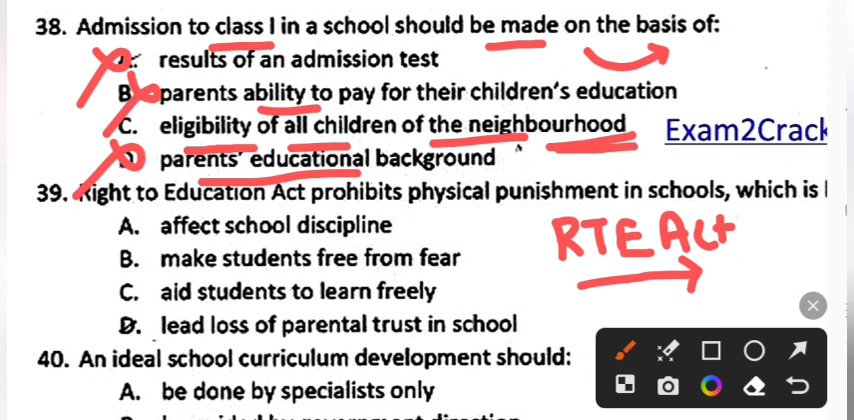 38. Admission to class I in a school should be made on the basis of:
A. results of an admission test
B. parents ability to pay for their children's education
C. eligibility of all children of the neighbourhood
Exam2Crack
D parents' educational background
39. Right to Education Act prohibits physical punishment in schools, which is
A. affect school discipline
RTE Act
B. make students free from fear
C. aid students to learn freely
D. lead loss of parental trust in school
40. An ideal school curriculum development should:
A. be done by specialists only